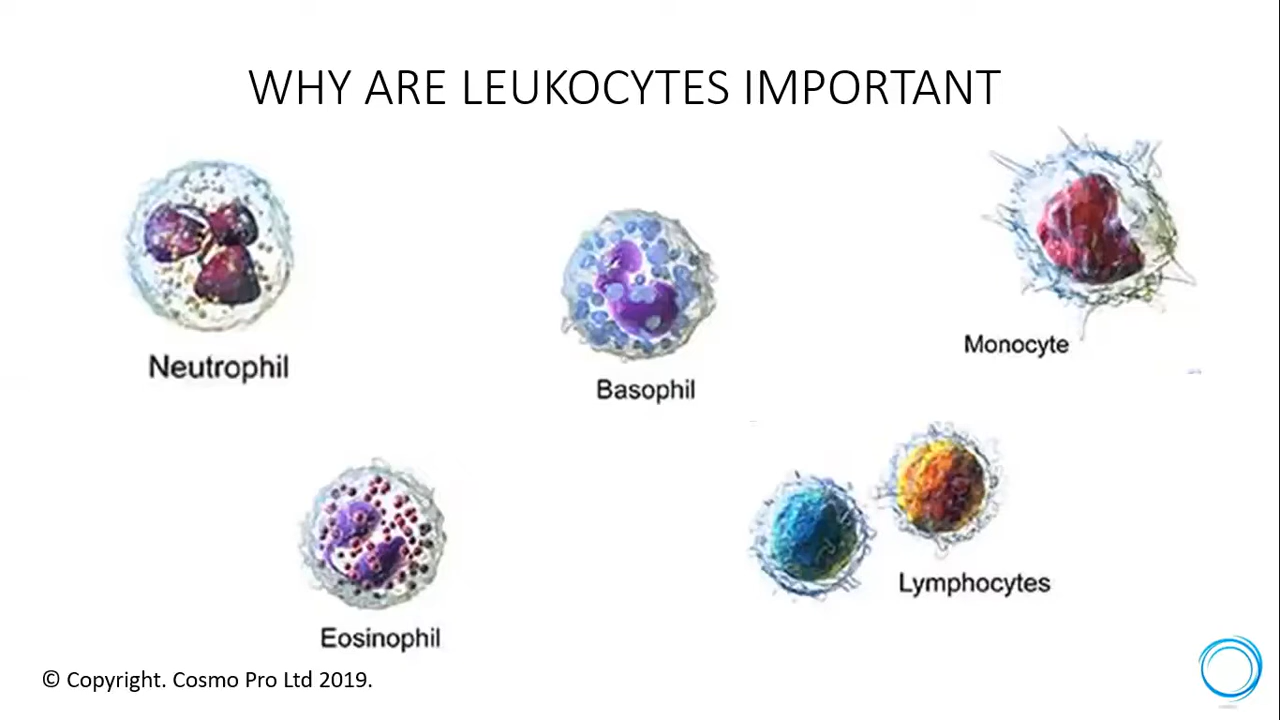 WHY ARE LEUKOCYTES IMPORTANT
Neutrophil
Basophil
Monocyte
Eosinophil
Lymphocytes
© Copyright. Cosmo Pro Ltd 2019.